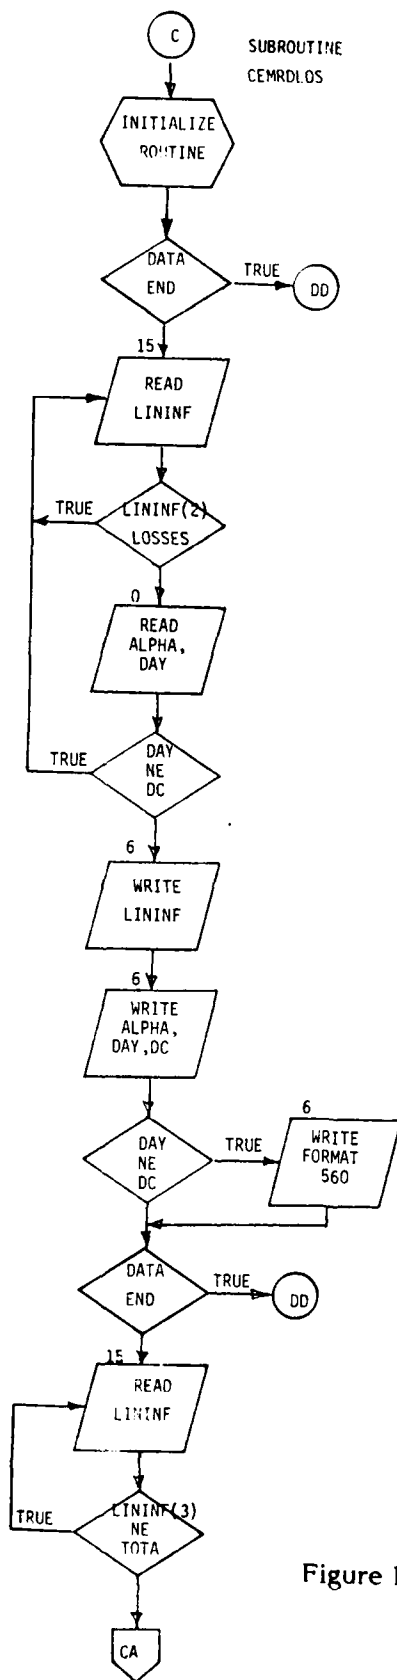 C
SUBROUTINE
CEMRDLOS
INITIALIZE
ROUTINE
DATA
END
TRUE
DD
15
READ
LININF
TRUE
LININF(2)
LOSSES
0
READ
ALPHA,
DAY
TRUE
DAY
NE
DC
6
WRITE
LININF
6
WRITE
ALPHA,
DAY,DC
DAY
NE
DC
TRUE
6
WRITE
FORMAT
560
DATA
END
TRUE
DD
15
READ
LININF
TRUE
LININF(3)
NE
TOTA
Figure 1
CA